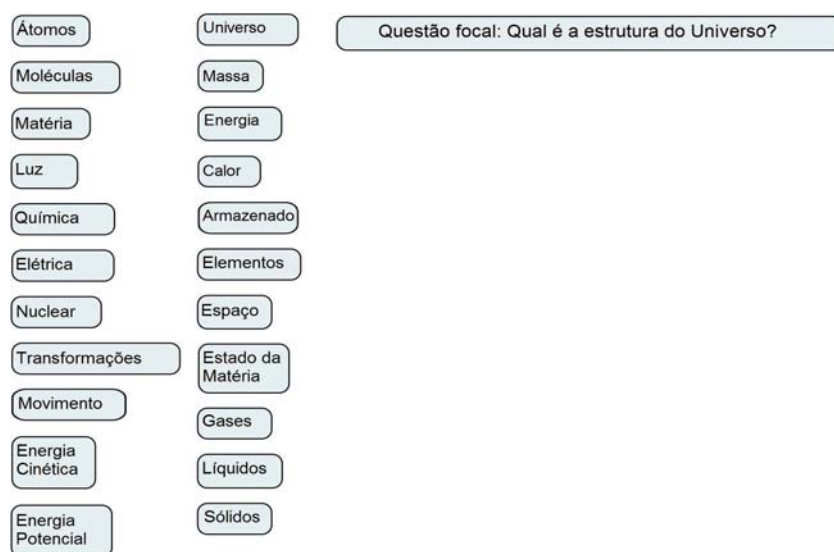 Átomos
Moléculas
Matéria
Luz
Química
Elétrica
Nuclear
Transformações
Movimento
Energia
Cinética
Energia
Potencial
Universo
Massa
Energia
Calor
Armazenado
Elementos
Espaço
Estado da
Matéria
Gases
Líquidos
Sólidos
Questão focal: Qual é a estrutura do Universo?